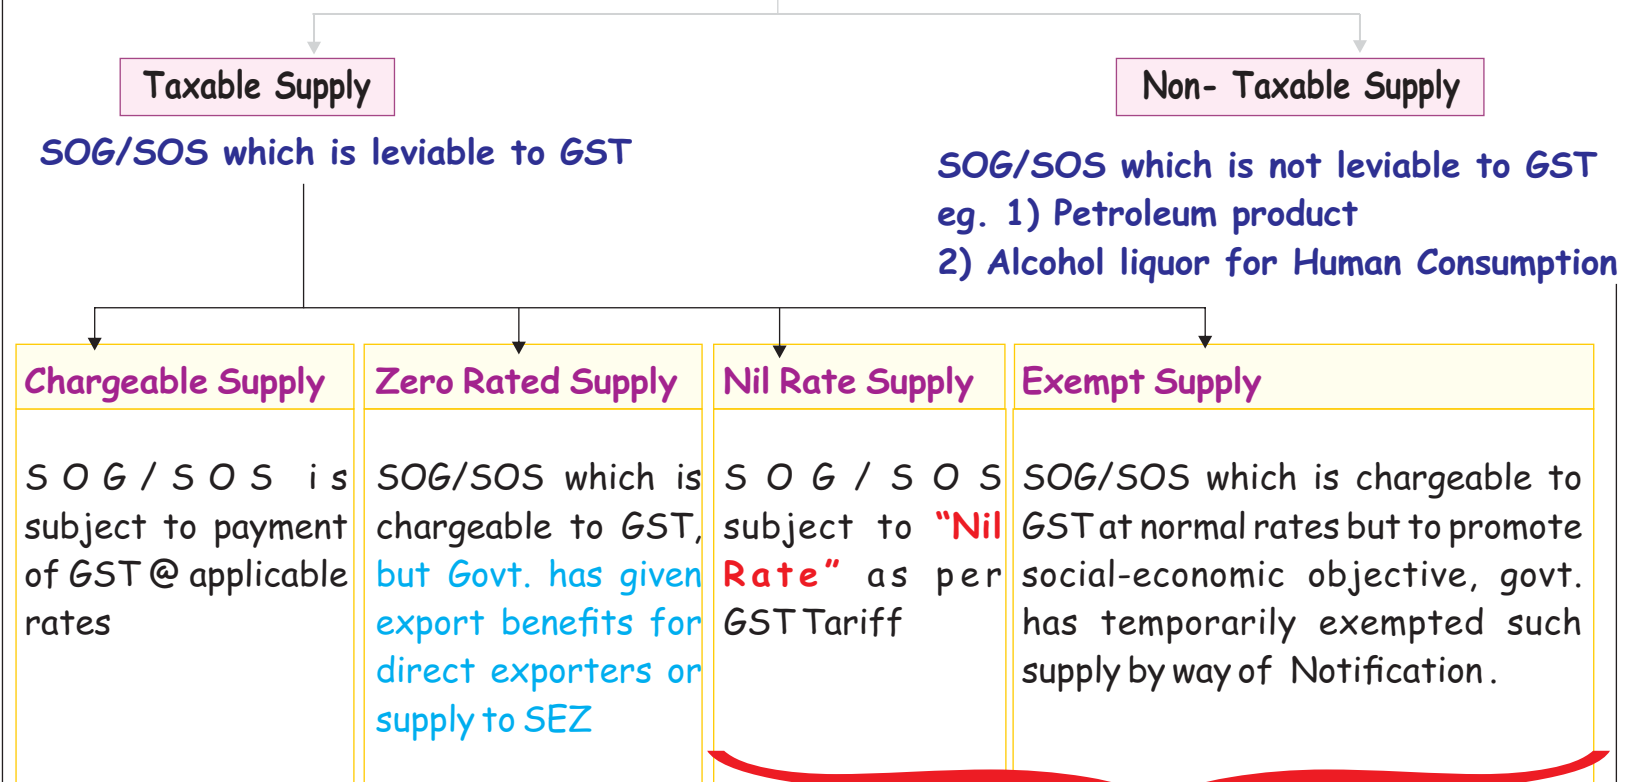 Taxable Supply
Non- Taxable Supply
SOG/SOS which is leviable to GST
SOG/SOS which is not leviable to GST
eg. 1) Petroleum product
2) Alcohol liquor for Human Consumption
Chargeable Supply
SOG/SOS is
subject to payment
of GST @ applicable
rates
Zero Rated Supply
SOG/SOS which is
chargeable to GST,
but Govt. has given
export benefits for
direct exporters or
supply to SEZ
Nil Rate Supply
SOG/SOS
subject to “Nil
Rate” as per
GST Tariff
Exempt Supply
SOG/SOS which is chargeable to
GST at normal rates but to promote
social-economic objective, govt.
has temporarily exempted such
supply by way of Notification.